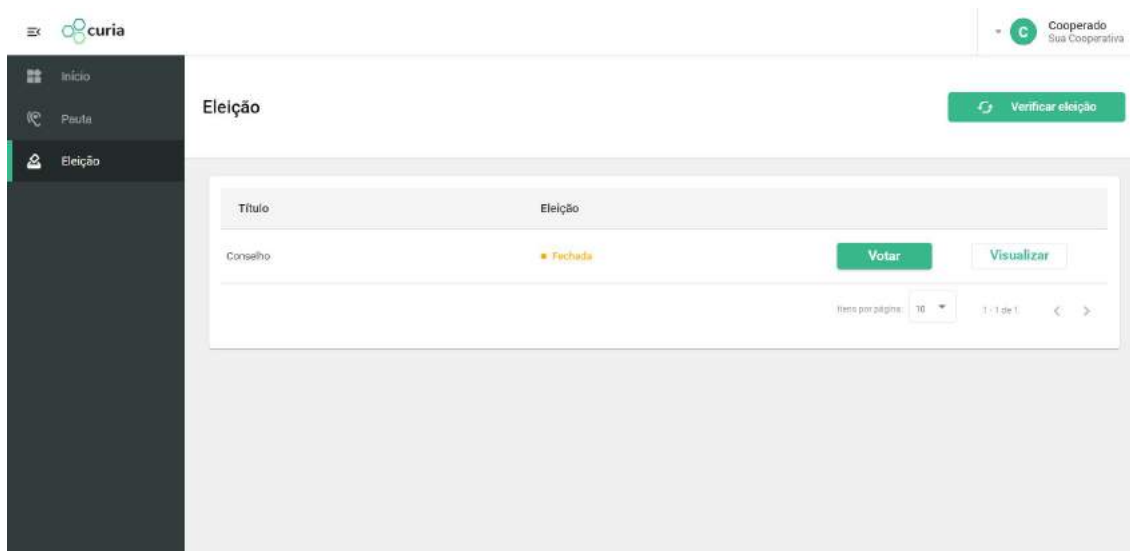 curia
Cooperado
Sua Cooperativa
C
Início
Pauta
Eleição
Eleição
Verificar eleição
Título Eleição
Conselho Fechada Votar Visualizar
Itens por página: 10 1 - 1 de 1